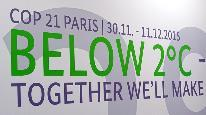 COP 21 PARIS | 30.11. - 11.12.2015
BELOW 2°C -
TOGETHER WE'LL MAKE